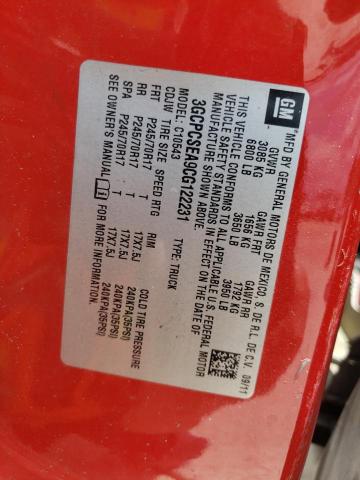 GM
MFD BY GENERAL MOTORS DE MEXICO, S. DE R.L. DE C.V. 09/11
GVWR GAWR FRT GAWR RR
3085 KG 1656 KG 1792 KG
6800 LB 3650 LB 3950 LB
THIS VEHICLE CONFORMS TO ALL APPLICABLE U.S. FEDERAL MOTOR
VEHICLE SAFETY STANDARDS IN EFFECT ON THE DATE OF
MANUFACTURE SHOWN ABOVE.
3GCPCSEA9CG122231 TYPE: TRUCK
MODEL: C10543
CDJW TIRE SIZE SPEED RTG RIM COLD TIRE PRESSURE
FRT P245/70R17 T 17X7.5J 240KPA(35PSI)
RR P245/70R17 T 17X7.5J 240KPA(35PSI)
SPA P245/70R17 T 17X7.5J 240KPA(35PSI)
SEE OWNER'S MANUAL i FOR MORE INFORMATION.